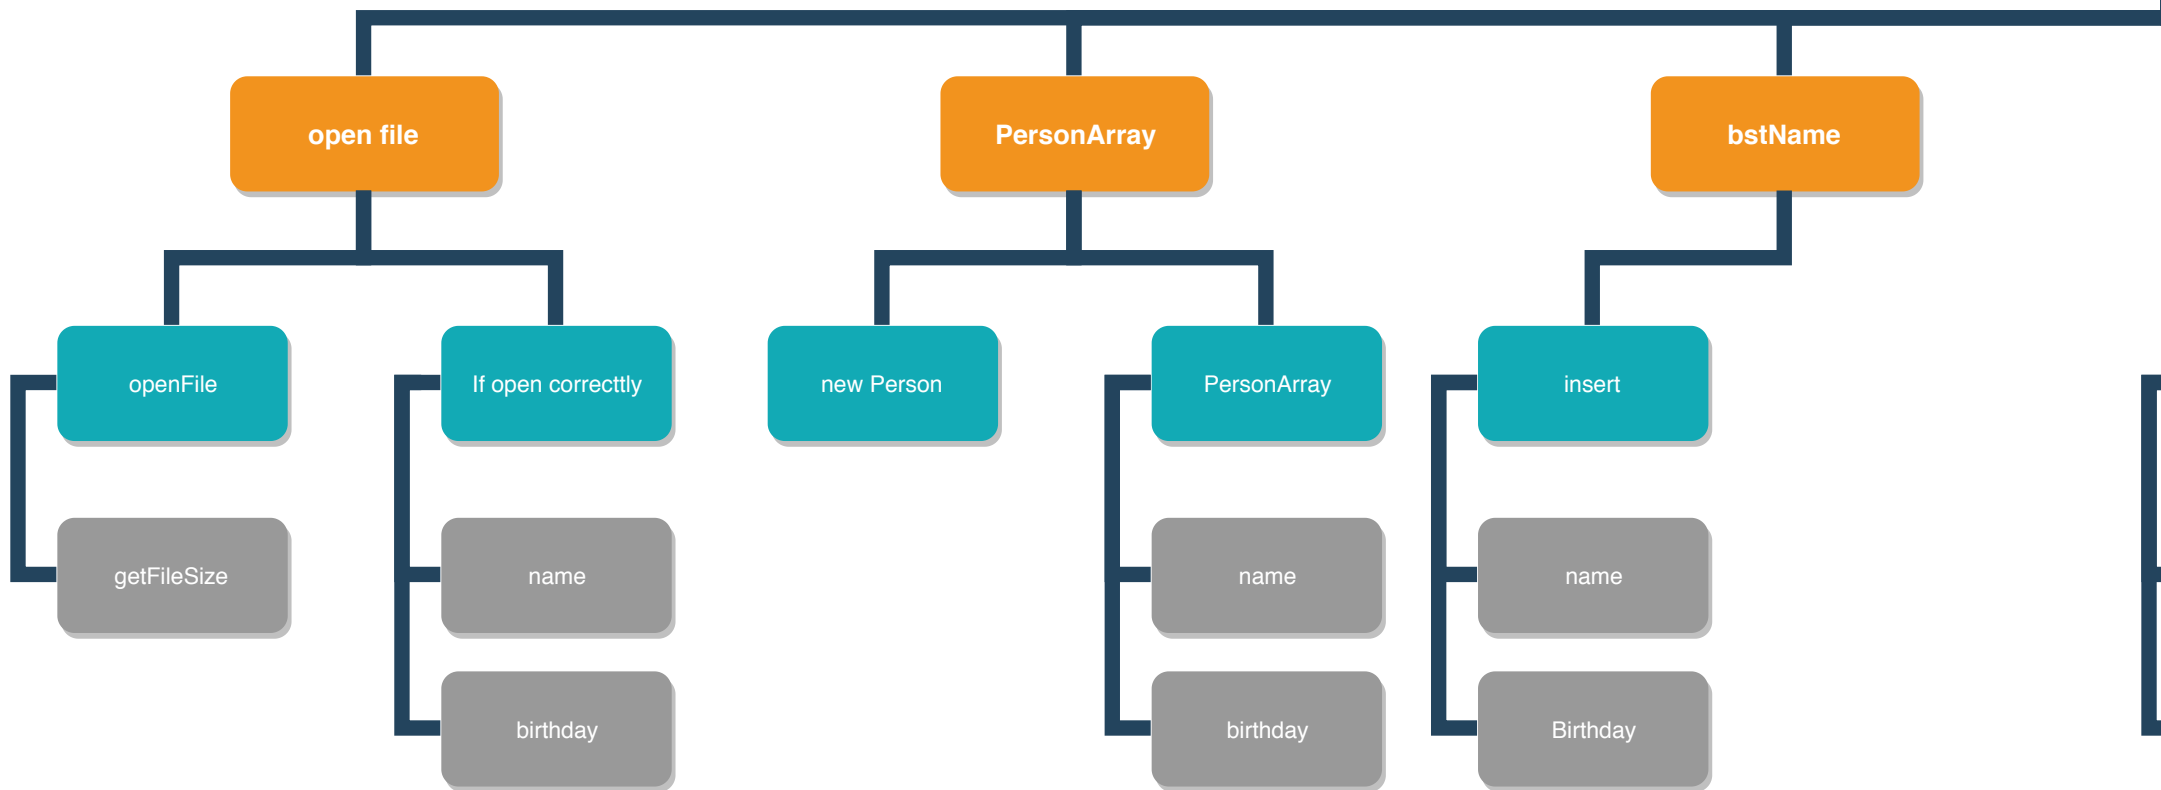 open file
PersonArray
bstName
openFile
If open correcttly
new Person
PersonArray
insert
getFileSize
name
name
name
birthday
birthday
Birthday